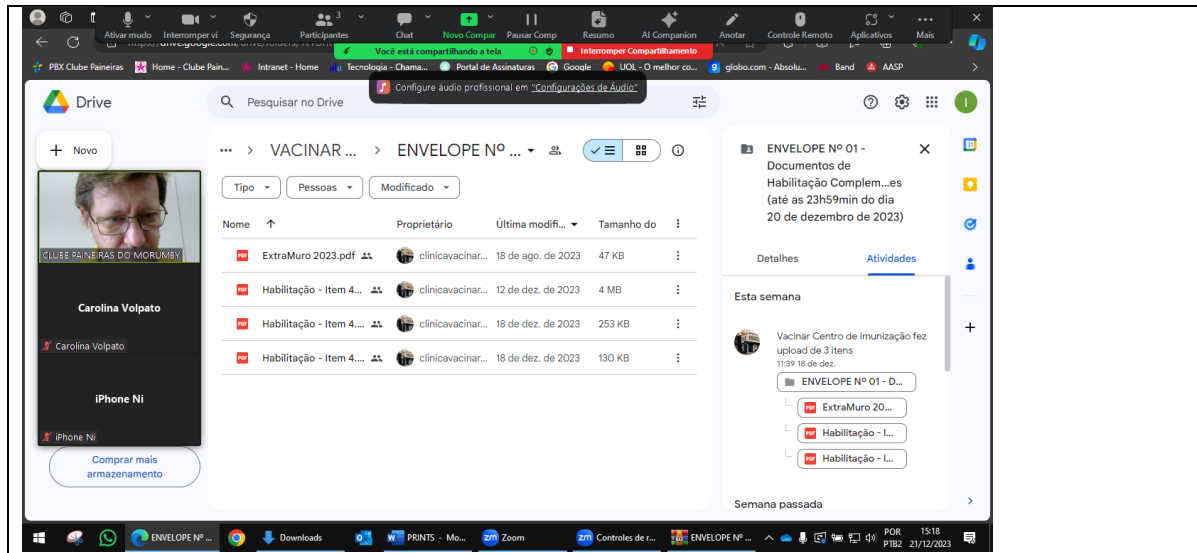 3
Ativar mudo Interromper ví Segurança Participantes Chat Novo Compar Pausar Comp Resumo AI Companion Anotar Controle Remoto Aplicativos Mais
Você está compartilhando a tela Interromper Compartilhamento
PBX Clube Paineiras Home - Clube Pain... Intranet - Home Tecnologia - Chama... Portal de Assinaturas Google UOL - O melhor co... globo.com - Absolu... Band AASP
Configure áudio profissional em "Configurações de Áudio"
Drive
Pesquisar no Drive
I
Novo
... > VACINAR ... > ENVELOPE Nº ...
Tipo Pessoas Modificado
Nome Proprietário Última modifi... Tamanho do
ExtraMuro 2023.pdf clinicavacinar... 18 de ago. de 2023 47 KB
Habilitação - Item 4.... clinicavacinar... 12 de dez. de 2023 4 MB
Habilitação - Item 4.... clinicavacinar... 18 de dez. de 2023 253 KB
Habilitação - Item 4.... clinicavacinar... 18 de dez. de 2023 130 KB
CLUBE PAINEIRAS DO MORUMBY
Carolina Volpato
Carolina Volpato
iPhone Ni
iPhone Ni
Comprar mais
armazenamento
ENVELOPE Nº 01 -
Documentos de
Habilitação Complem...es
(até as 23h59min do dia
20 de dezembro de 2023)
Detalhes Atividades
Esta semana
Vacinar Centro de Imunização fez
upload de 3 itens
11:39 18 de dez.
ENVELOPE Nº 01 - D...
ExtraMuro 20...
Habilitação - I...
Habilitação - I...
Semana passada
31
ENVELOPE Nº ... Downloads PRINTS - Mo... Zoom Controles de r... ENVELOPE Nº ...
POR 15:18
PTB2 21/12/2023